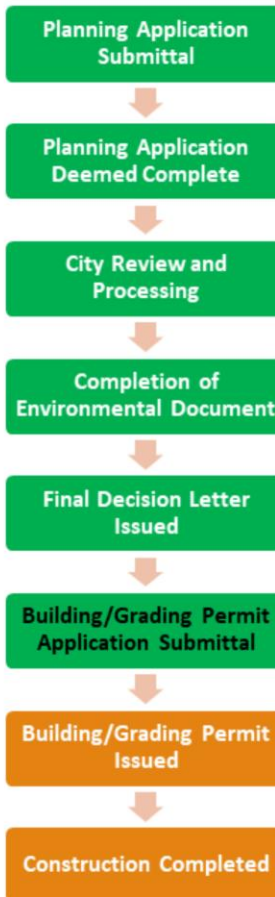 Planning Application
Submittal
Planning Application
Deemed Complete
City Review and
Processing
Completion of
Environmental Document
Final Decision Letter
Issued
Building/Grading Permit
Application Submittal
Building/Grading Permit
Issued
Construction Completed